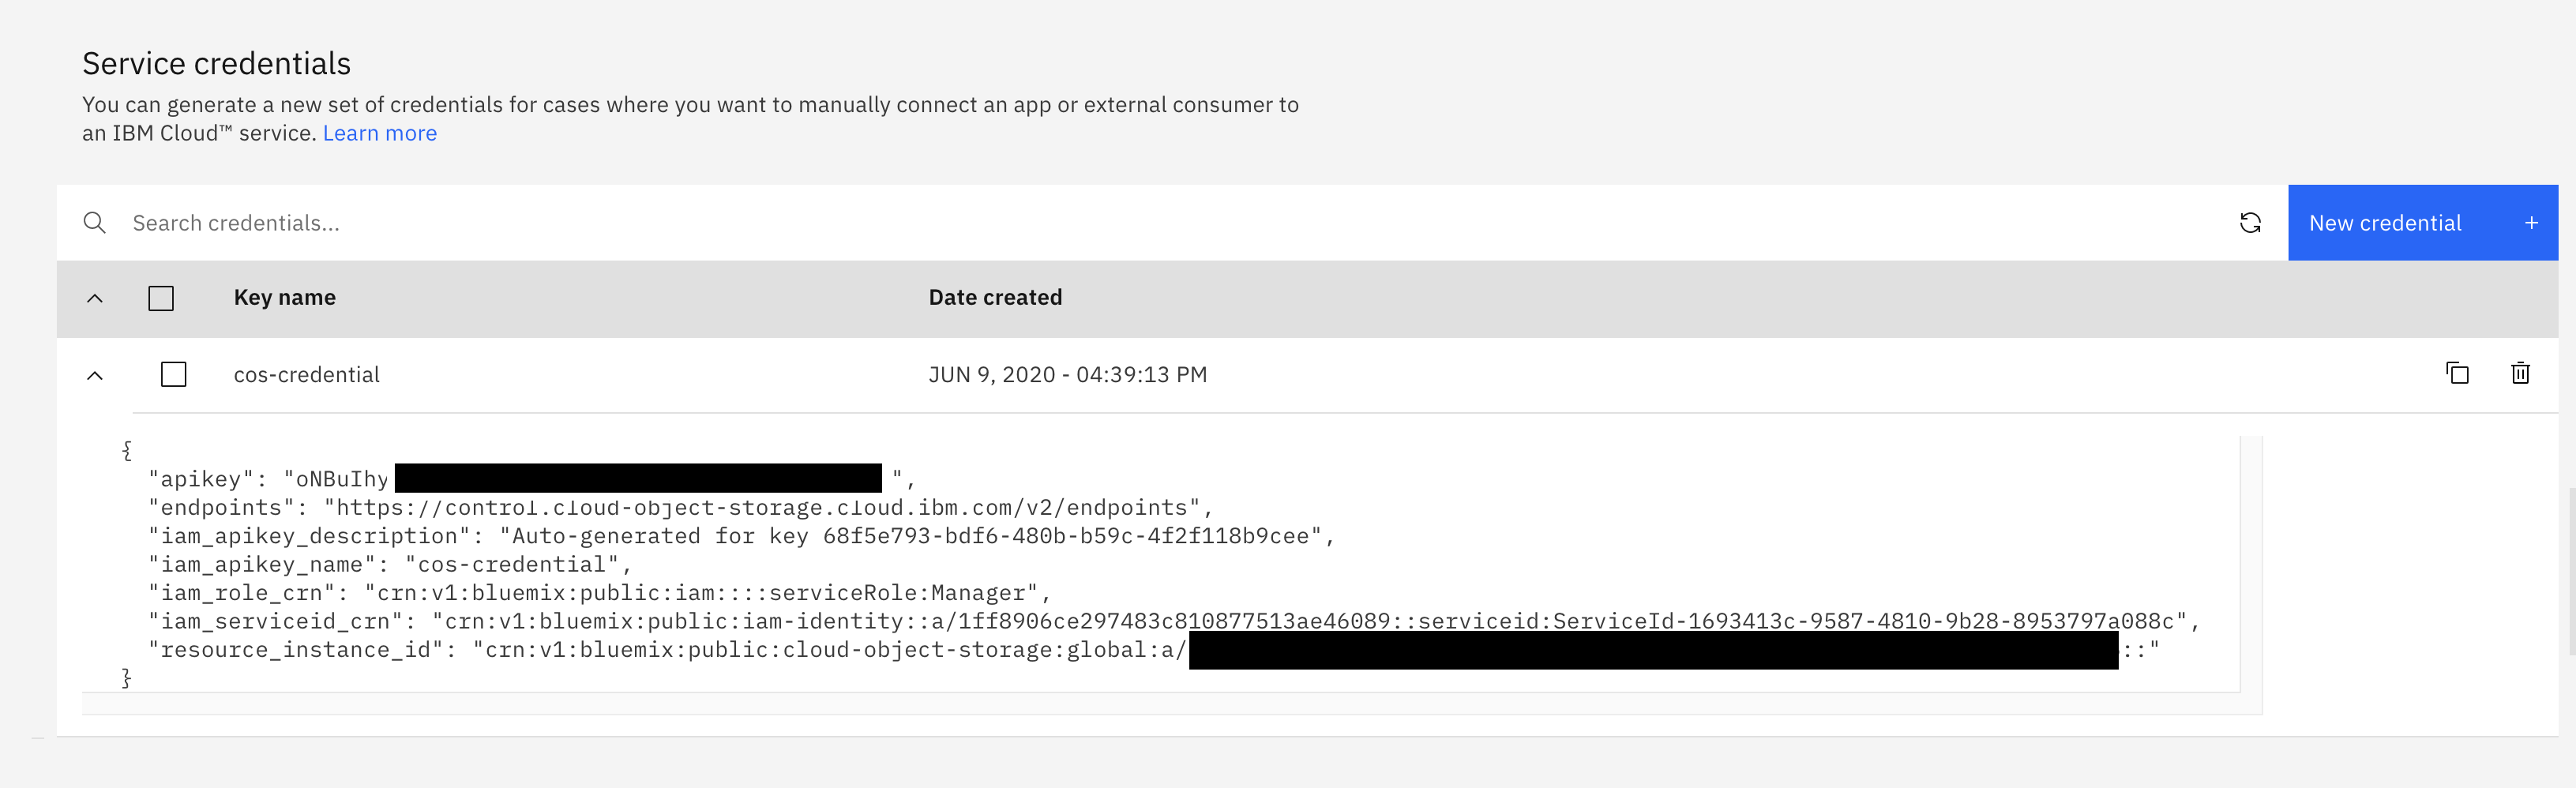 Service credentials
You can generate a new set of credentials for cases where you want to manually connect an app or external consumer to
an IBM Cloud™ service. Learn more
Search credentials...
New credential +
Key name Date created
cos-credential JUN 9, 2020 - 04:39:13 PM
{
"apikey": "oNBuIhy ",
"endpoints": "https://control.cloud-object-storage.cloud.ibm.com/v2/endpoints",
"iam_apikey_description": "Auto-generated for key 68f5e793-bdf6-480b-b59c-4f2f118b9cee",
"iam_apikey_name": "cos-credential",
"iam_role_crn": "crn:v1:bluemix:public:iam::::serviceRole:Manager",
"iam_serviceid_crn": "crn:v1:bluemix:public:iam-identity::a/1ff8906ce297483c810877513ae46089::serviceid:ServiceId-1693413c-9587-4810-9b28-8953797a088c",
"resource_instance_id": "crn:v1:bluemix:public:cloud-object-storage:global:a/ ::"
}